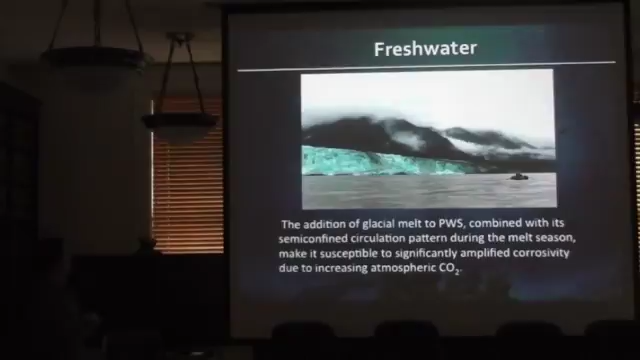 Freshwater
The addition of glacial melt to PWS, combined with its
semiconfined circulation pattern during the melt season,
make it susceptible to significantly amplified corrosivity
due to increasing atmospheric CO₂.